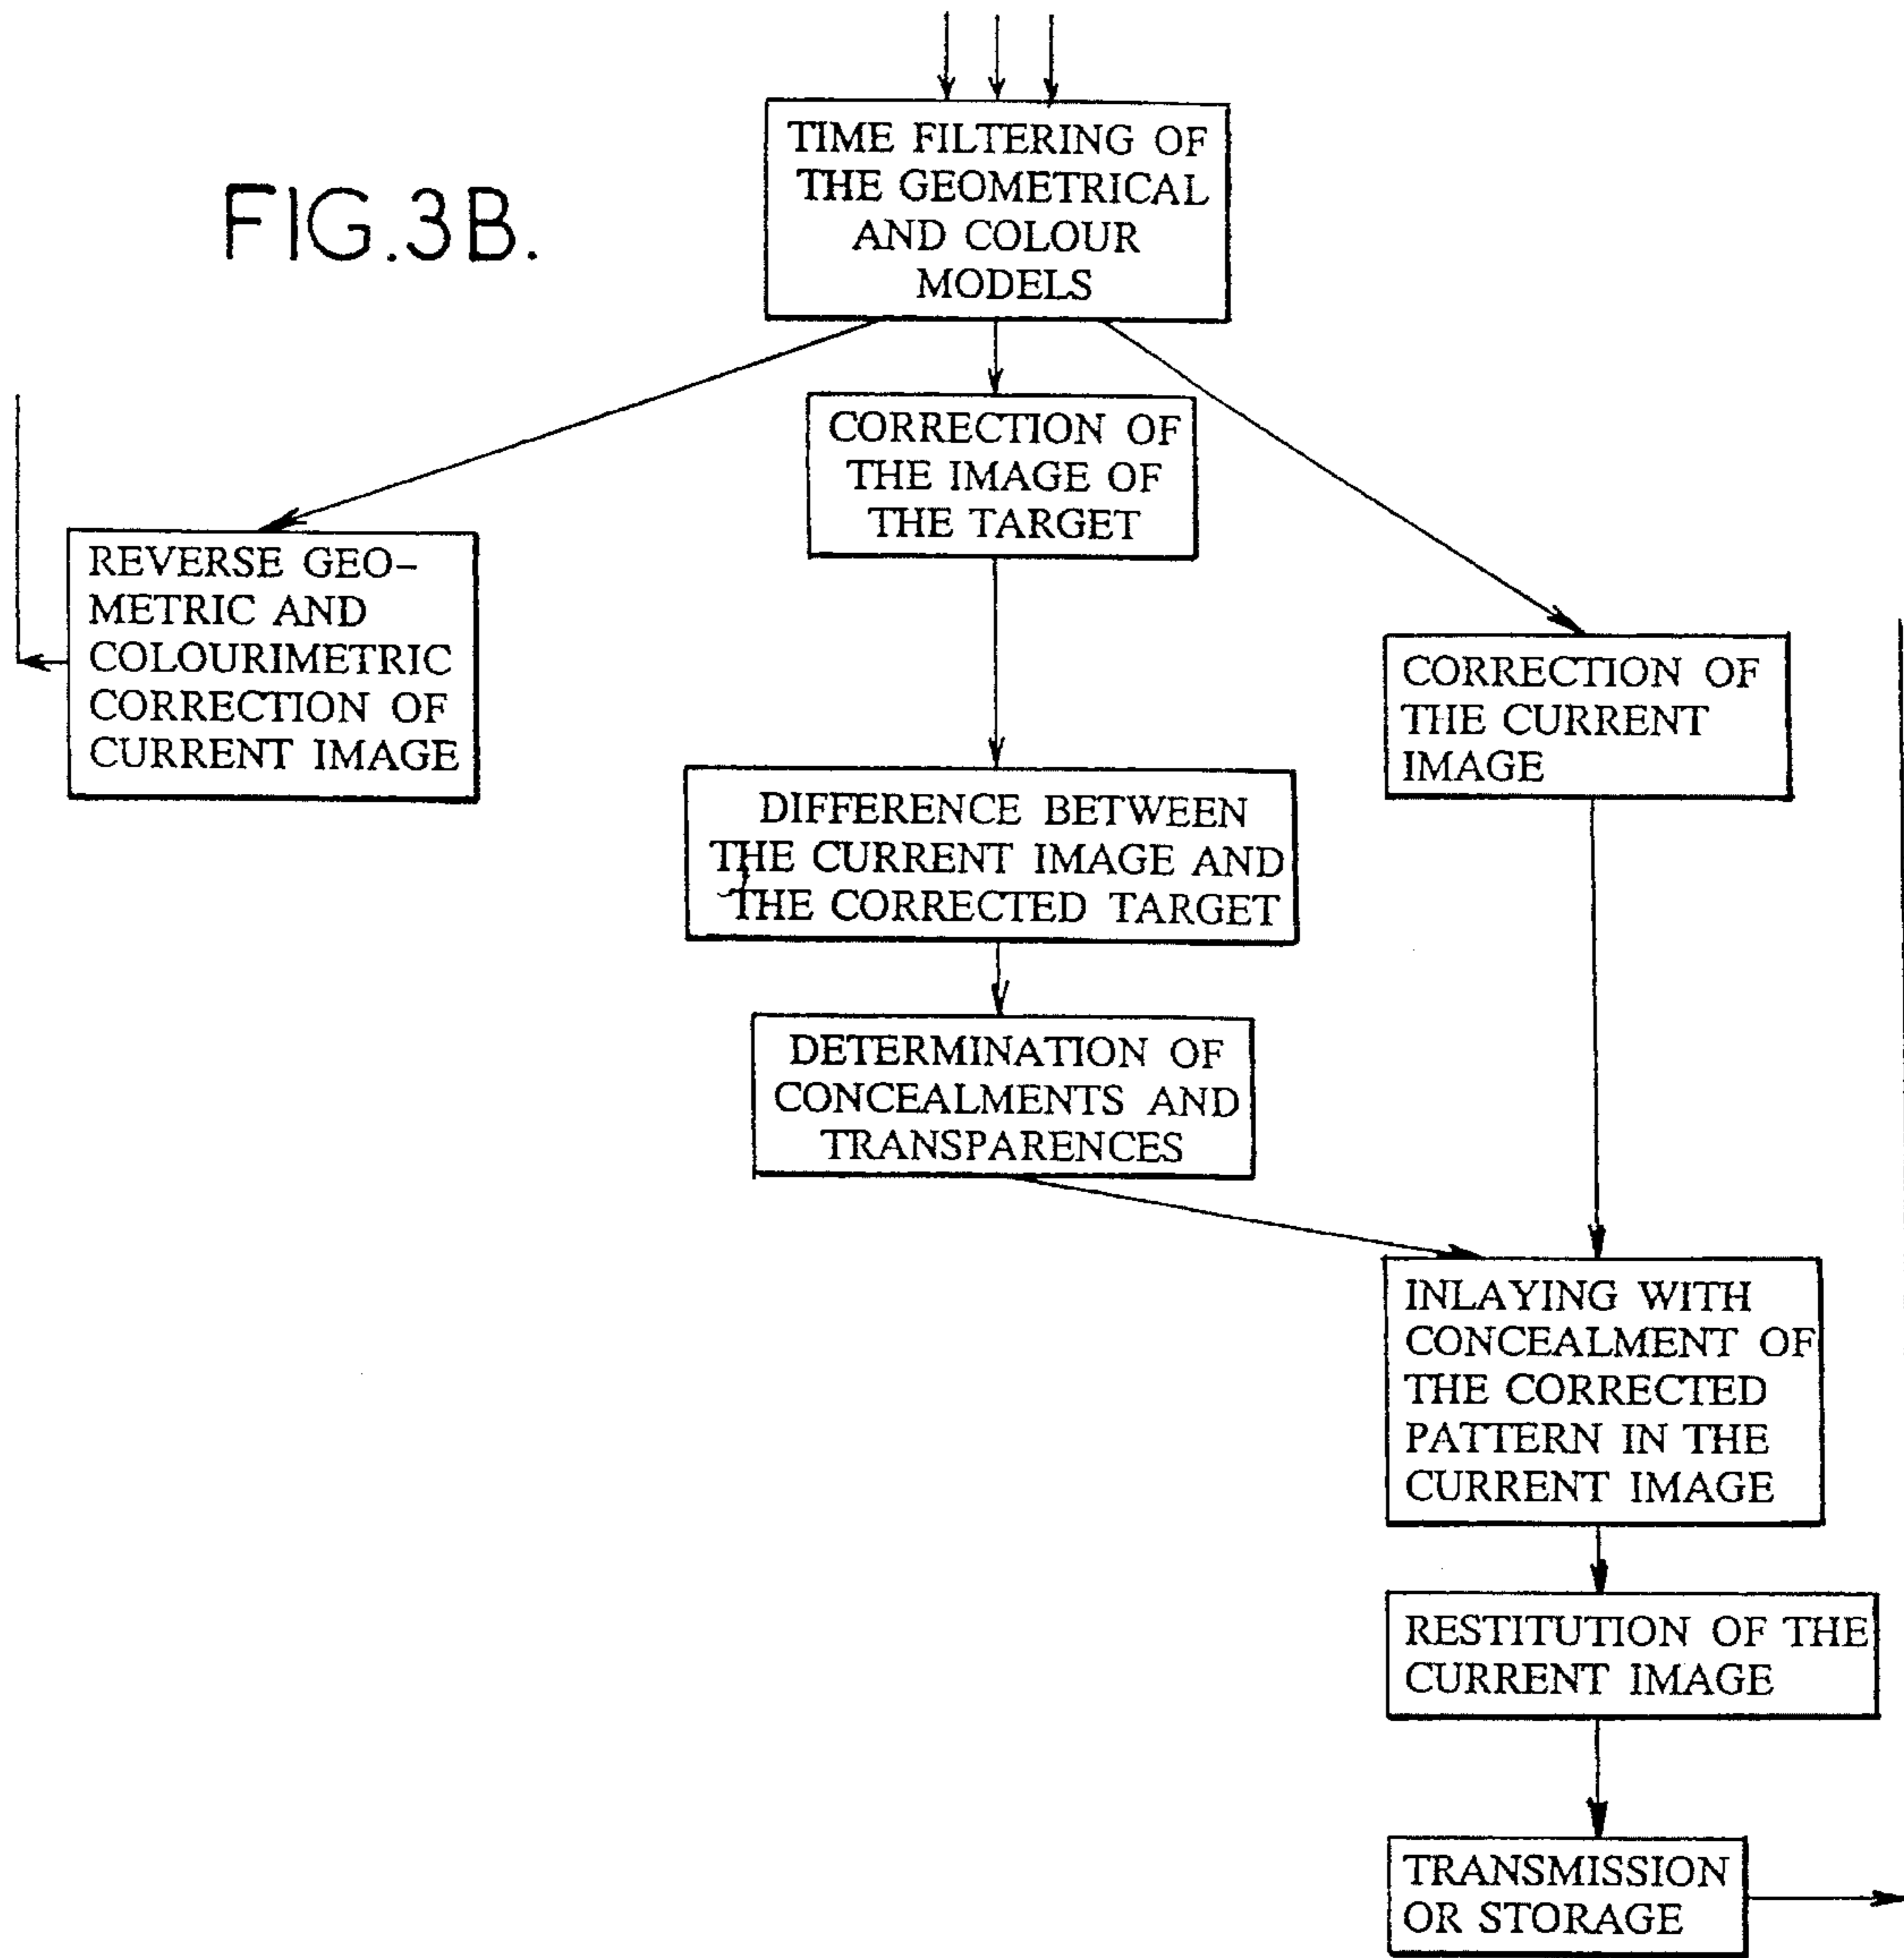 FIG.3B.
TIME FILTERING OF
THE GEOMETRICAL
AND COLOUR
MODELS
CORRECTION OF
THE IMAGE OF
THE TARGET
REVERSE GEO-
METRIC AND
COLOURIMETRIC
CORRECTION OF
CURRENT IMAGE
CORRECTION OF
THE CURRENT
IMAGE
DIFFERENCE BETWEEN
THE CURRENT IMAGE AND
THE CORRECTED TARGET
DETERMINATION OF
CONCEALMENTS AND
TRANSPARENCES
INLAYING WITH
CONCEALMENT OF
THE CORRECTED
PATTERN IN THE
CURRENT IMAGE
RESTITUTION OF THE
CURRENT IMAGE
TRANSMISSION
OR STORAGE